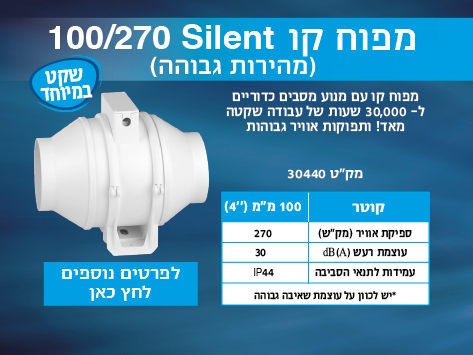 מפוח קו 100/270 Silent
(מהירות גבוהה)
שקט
במיוחד
מפוח קו עם מנוע מסבים כדוריים
ל- 30,000 שעות של עבודה שקטה
מאד! ותפוקות אוויר גבוהות
מק"ט 30440
קוטר 100 מ"מ (4'')
ספיקת אוויר (מק"ש) 270
עוצמת רעש dB(A) 30
עמידות לתנאי הסביבה IP44
*יש לכוון על עוצמת שאיבה גבוהה
לפרטים נוספים
לחץ כאן